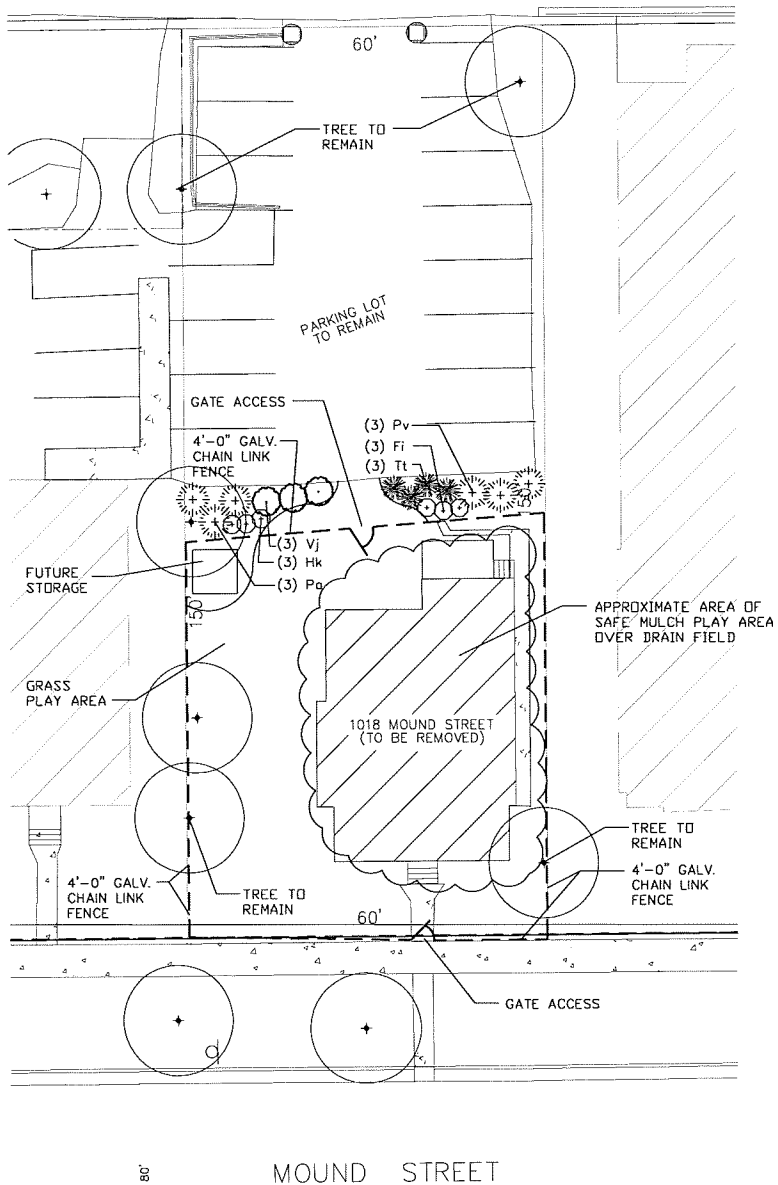 60'
TREE TO
REMAIN
PARKING LOT
TO REMAIN
GATE ACCESS
4'-0" GALV.
CHAIN LINK
FENCE
(3) Pv
(3) Fi
(3) Tt
50'
(3) Vj
(3) Hk
(3) Pa
FUTURE
STORAGE
150'
APPROXIMATE AREA OF
SAFE MULCH PLAY AREA
OVER DRAIN FIELD
GRASS
PLAY AREA
1018 MOUND STREET
(TO BE REMOVED)
TREE TO
REMAIN
4'-0" GALV.
CHAIN LINK
FENCE
4'-0" GALV.
CHAIN LINK
FENCE
TREE TO
REMAIN
60'
GATE ACCESS
80'
MOUND STREET